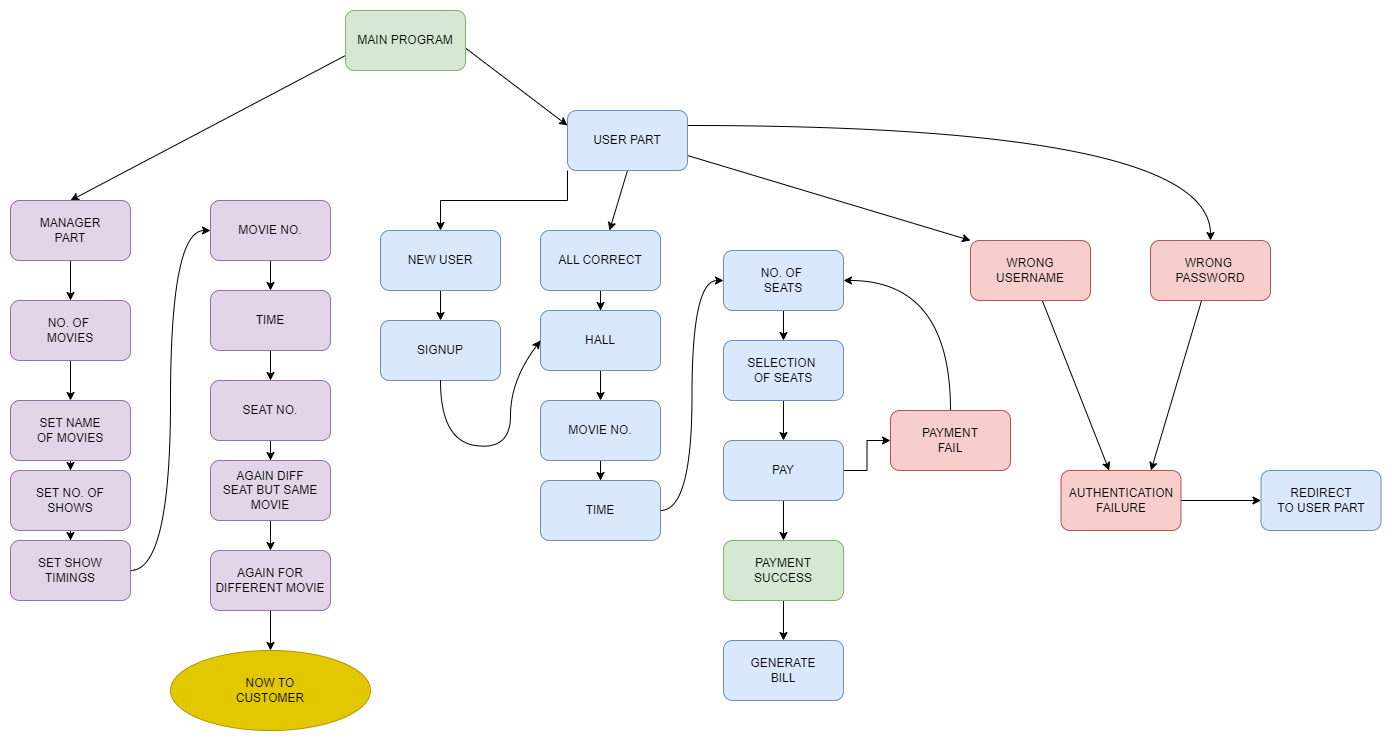 MAIN PROGRAM
USER PART
MANAGER
PART
NO. OF
MOVIES
SET NAME
OF MOVIES
SET NO. OF
SHOWS
SET SHOW
TIMINGS
MOVIE NO.
TIME
SEAT NO.
AGAIN DIFF
SEAT BUT SAME
MOVIE
AGAIN FOR
DIFFERENT MOVIE
NOW TO
CUSTOMER
NEW USER
SIGNUP
ALL CORRECT
HALL
MOVIE NO.
TIME
NO. OF
SEATS
SELECTION
OF SEATS
PAY
PAYMENT
FAIL
PAYMENT
SUCCESS
GENERATE
BILL
WRONG
USERNAME
WRONG
PASSWORD
AUTHENTICATION
FAILURE
REDIRECT
TO USER PART